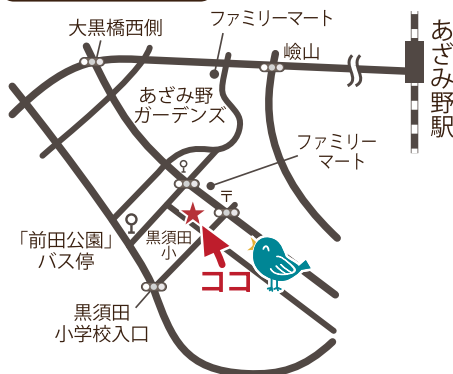 ファミリーマート
大黒橋西側
嶮山
あざみ野駅
あざみ野
ガーデンズ
ファミリー
マート
〒
「前田公園」
バス停
黒須田
小
ココ
黒須田
小学校入口